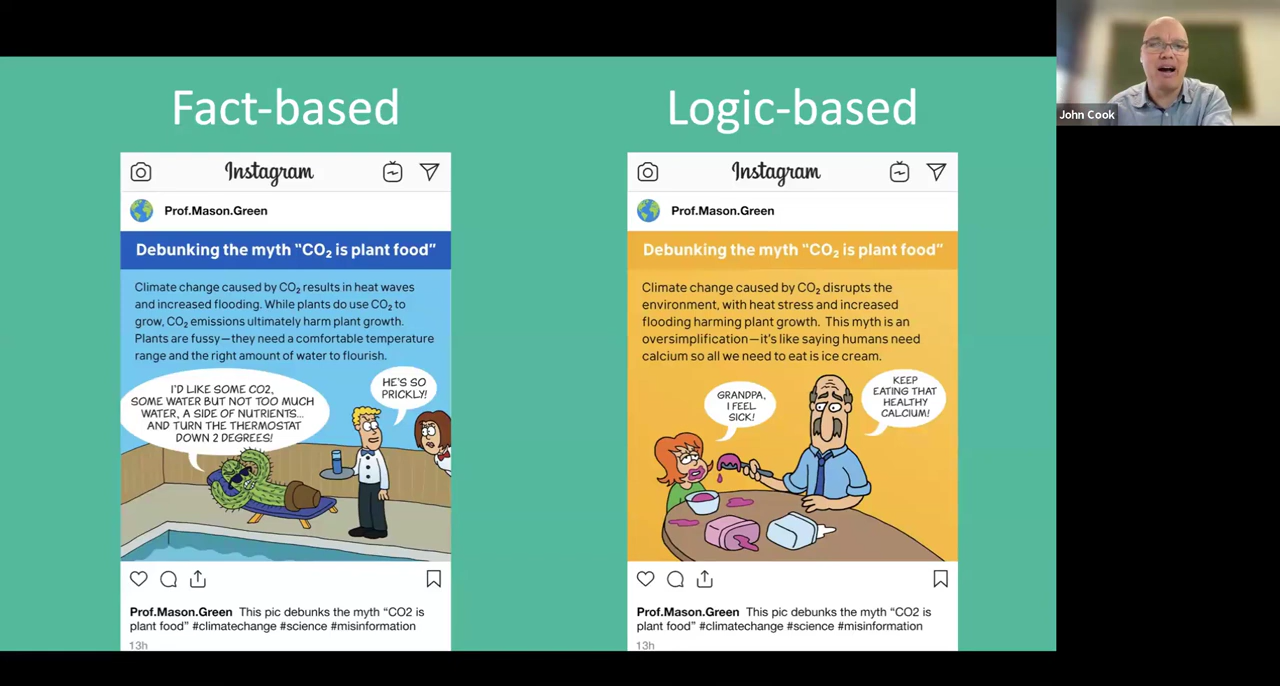 Fact-based
Instagram
Prof.Mason.Green
Debunking the myth “CO₂ is plant food”
Climate change caused by CO₂ results in heat waves
and increased flooding. While plants do use CO₂ to
grow, CO₂ emissions ultimately harm plant growth.
Plants are fussy—they need a comfortable temperature
range and the right amount of water to flourish.
I'D LIKE SOME CO2,
SOME WATER BUT NOT TOO MUCH
WATER, A SIDE OF NUTRIENTS...
AND TURN THE THERMOSTAT
DOWN 2 DEGREES!
HE'S SO
PRICKLY!
Prof.Mason.Green This pic debunks the myth “CO2 is
plant food” #climatechange #science #misinformation
13h
Logic-based
Instagram
Prof.Mason.Green
Debunking the myth “CO₂ is plant food”
Climate change caused by CO₂ disrupts the
environment, with heat stress and increased
flooding harming plant growth. This myth is an
oversimplification—it's like saying humans need
calcium so all we need to eat is ice cream.
GRANDPA,
I FEEL
SICK!
KEEP
EATING THAT
HEALTHY
CALCIUM!
Prof.Mason.Green This pic debunks the myth “CO2 is
plant food” #climatechange #science #misinformation
13h
John Cook